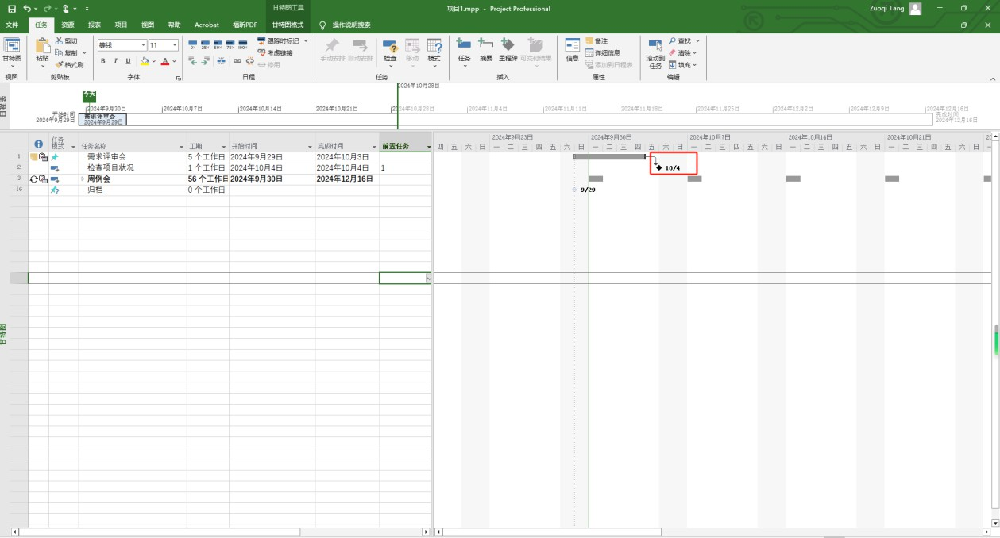 甘特图工具
项目1.mpp - Project Professional
Zuoqi Tang
文件 任务 资源 报表 项目 视图 帮助 Acrobat 福昕PDF 甘特图格式 操作说明搜索
甘特图
视图
粘贴
剪切
复制
格式刷
剪贴板
等线 11
B I U A
字体
0% 25% 50% 75% 100%
跟踪时标记
考虑链接
停用
日程
手动安排 自动安排
检查 移动 模式
任务
任务 摘要 里程碑 可交付结果
插入
信息
备注
详细信息
添加到日程表
属性
滚动到任务
查找
清除
填充
编辑
2024年10月28日
今天
2024年9月30日 2024年10月7日 2024年10月14日 2024年10月21日 2024年10月28日 2024年11月4日 2024年11月11日 2024年11月18日 2024年11月25日 2024年12月2日 2024年12月9日 2024年12月16日
开始时间
2024年9月29日
需求评审会
2024年9月29日
完成时间
2024年12月16日
日程表
2024年9月23日 2024年9月30日 2024年10月7日 2024年10月14日 2024年10月21日 20
任务模式 任务名称 工期 开始时间 完成时间 前置任务
四 五 六 日 一 二 三 四 五 六 日 一 二 三 四 五 六 日 一 二 三 四 五 六 日 一 二 三 四 五 六 日 一 二 三 四 五 六 日 一
1 需求评审会 5 个工作日 2024年9月29日 2024年10月3日
2 检查项目状况 1 个工作日 2024年10月4日 2024年10月4日 1
10/4
3 周例会 56 个工作日 2024年9月30日 2024年12月16日
16 归档 0 个工作日
9/29
甘特图